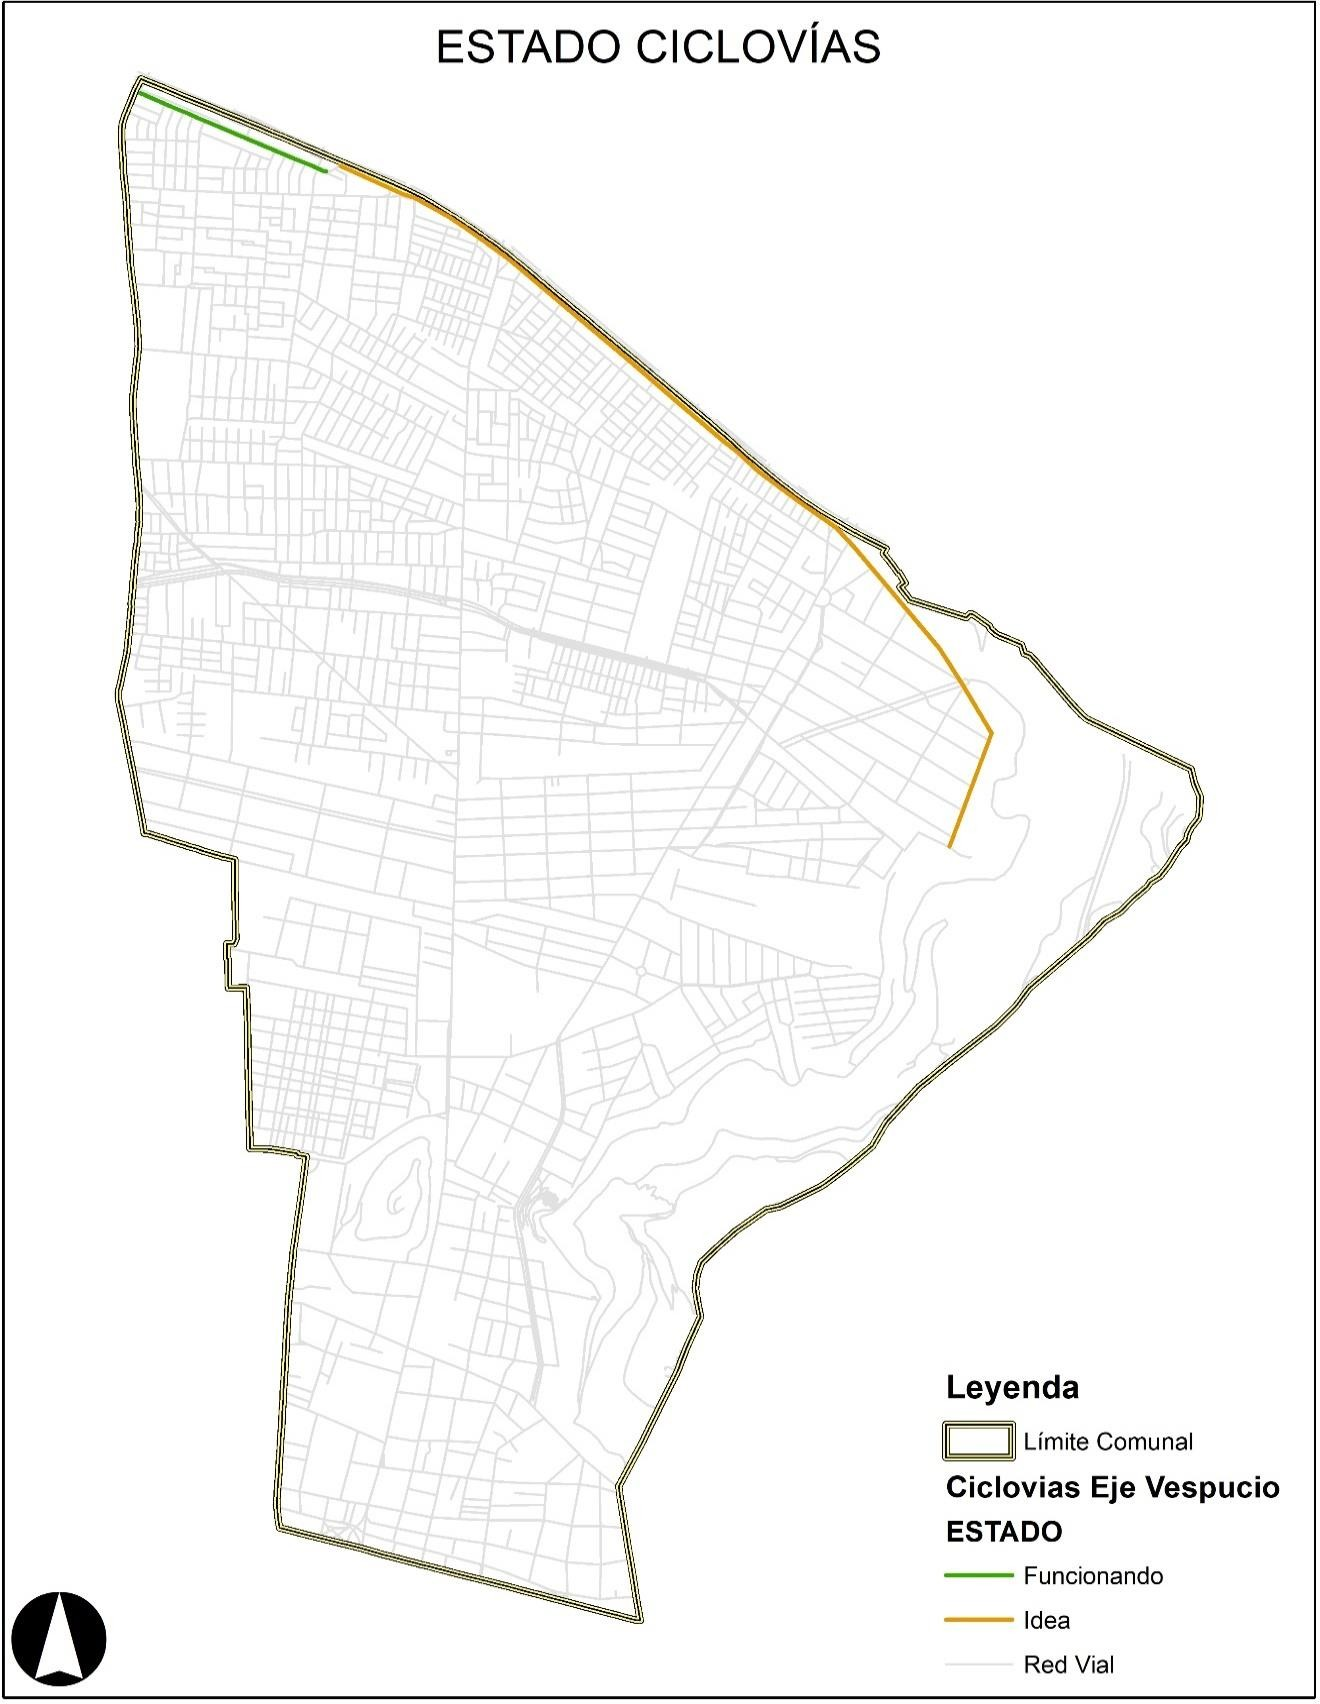 ESTADO CICLOVÍAS
Leyenda
Límite Comunal
Ciclovias Eje Vespucio
ESTADO
Funcionando
Idea
Red Vial